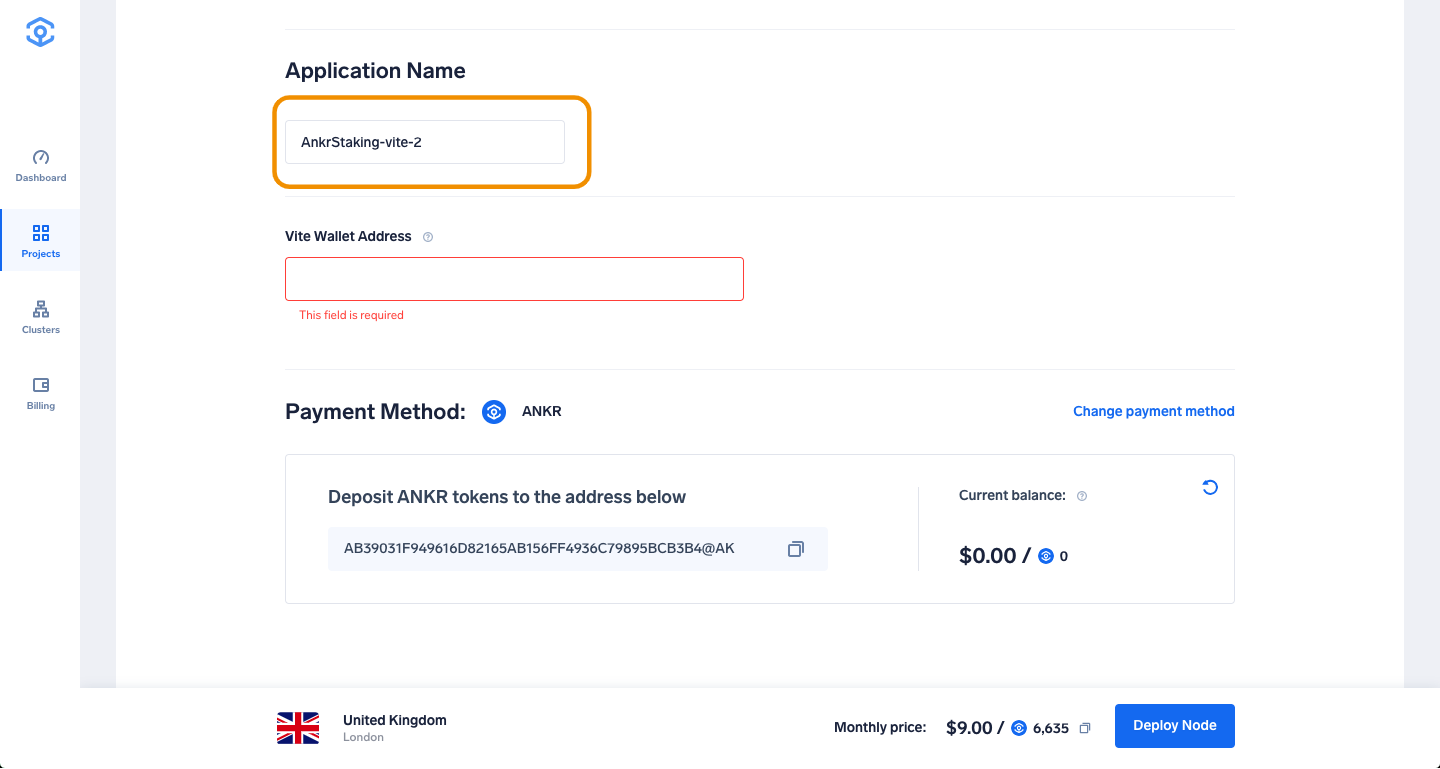 Dashboard
Projects
Clusters
Billing
Application Name
AnkrStaking-vite-2
Vite Wallet Address
This field is required
Payment Method: ANKR Change payment method
Deposit ANKR tokens to the address below
AB39031F949616D82165AB156FF4936C79895BCB3B4@AK
Current balance:
$0.00 / 0
United Kingdom
London
Monthly price: $9.00 / 6,635
Deploy Node